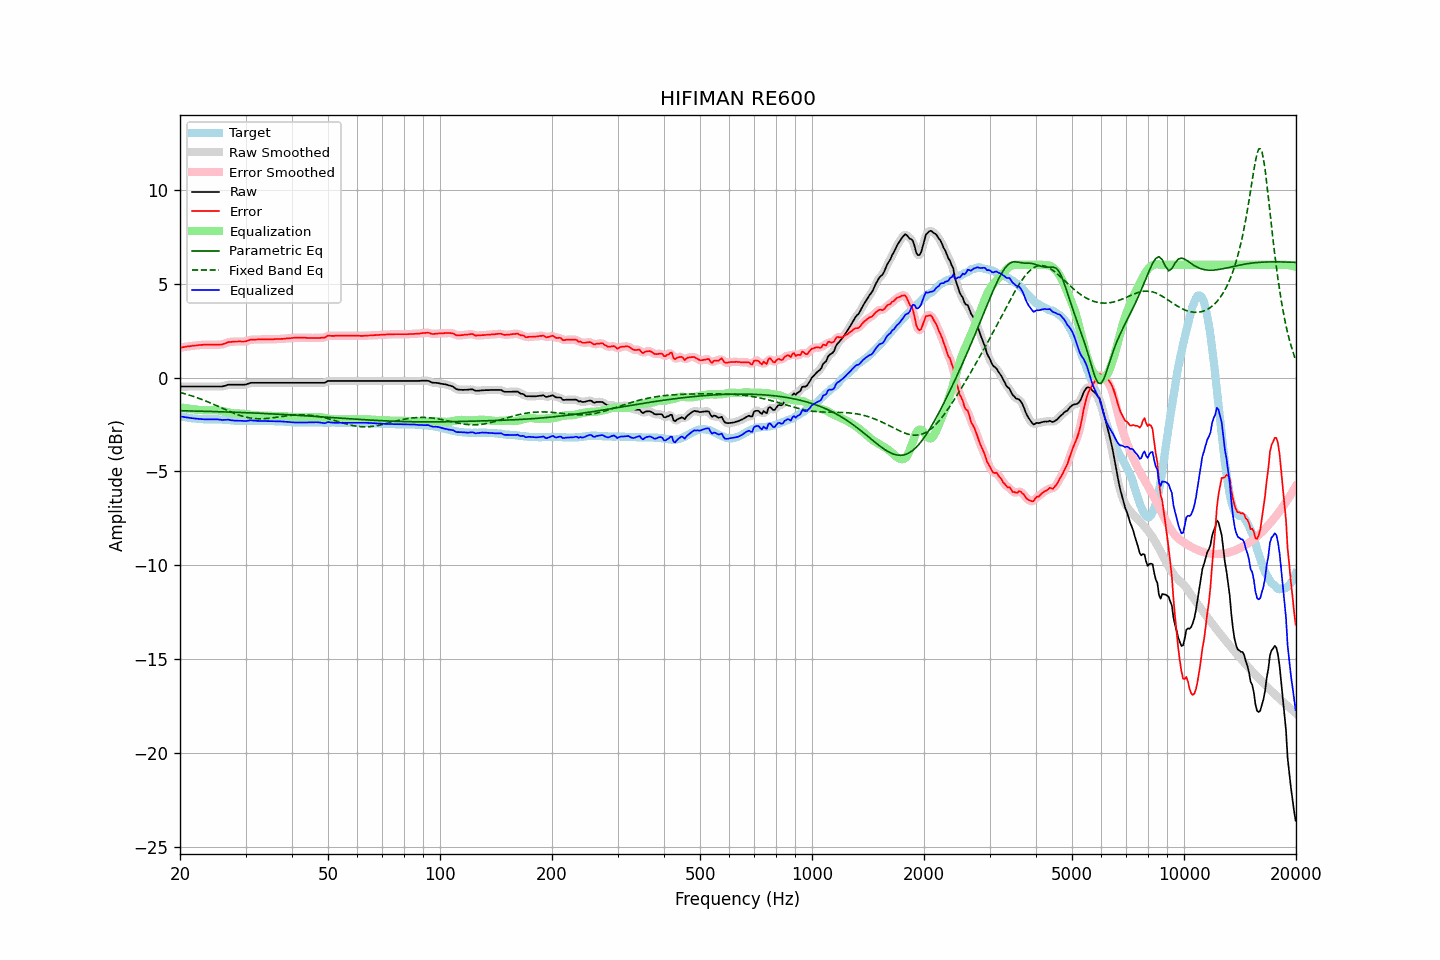 HIFIMAN RE600
Target
Raw Smoothed
Error Smoothed
Raw
Error
Equalization
Parametric Eq
Fixed Band Eq
Equalized
10
5
0
−5
−10
−15
−20
−25
Amplitude (dBr)
20
50
100
200
500
1000
2000
5000
10000
20000
Frequency (Hz)